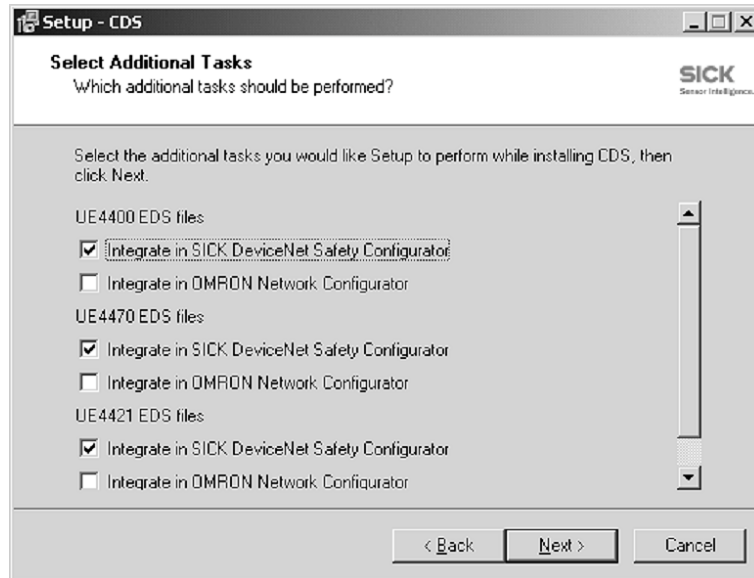 Setup - CDS
Select Additional Tasks
Which additional tasks should be performed?
SICK
Sensor Intelligence.
Select the additional tasks you would like Setup to perform while installing CDS, then
click Next.
UE4400 EDS files
Integrate in SICK DeviceNet Safety Configurator
Integrate in OMRON Network Configurator
UE4470 EDS files
Integrate in SICK DeviceNet Safety Configurator
Integrate in OMRON Network Configurator
UE4421 EDS files
Integrate in SICK DeviceNet Safety Configurator
Integrate in OMRON Network Configurator
< Back
Next >
Cancel